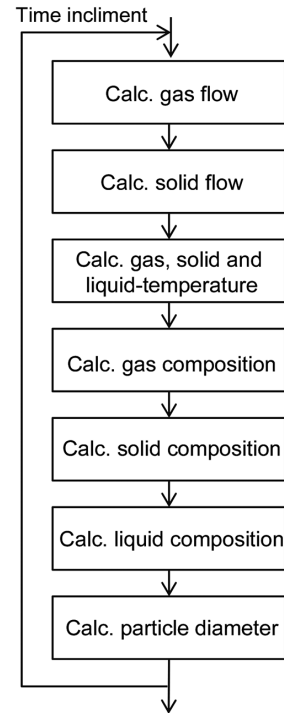 Time incliment
Calc. gas flow
Calc. solid flow
Calc. gas, solid and
liquid-temperature
Calc. gas composition
Calc. solid composition
Calc. liquid composition
Calc. particle diameter